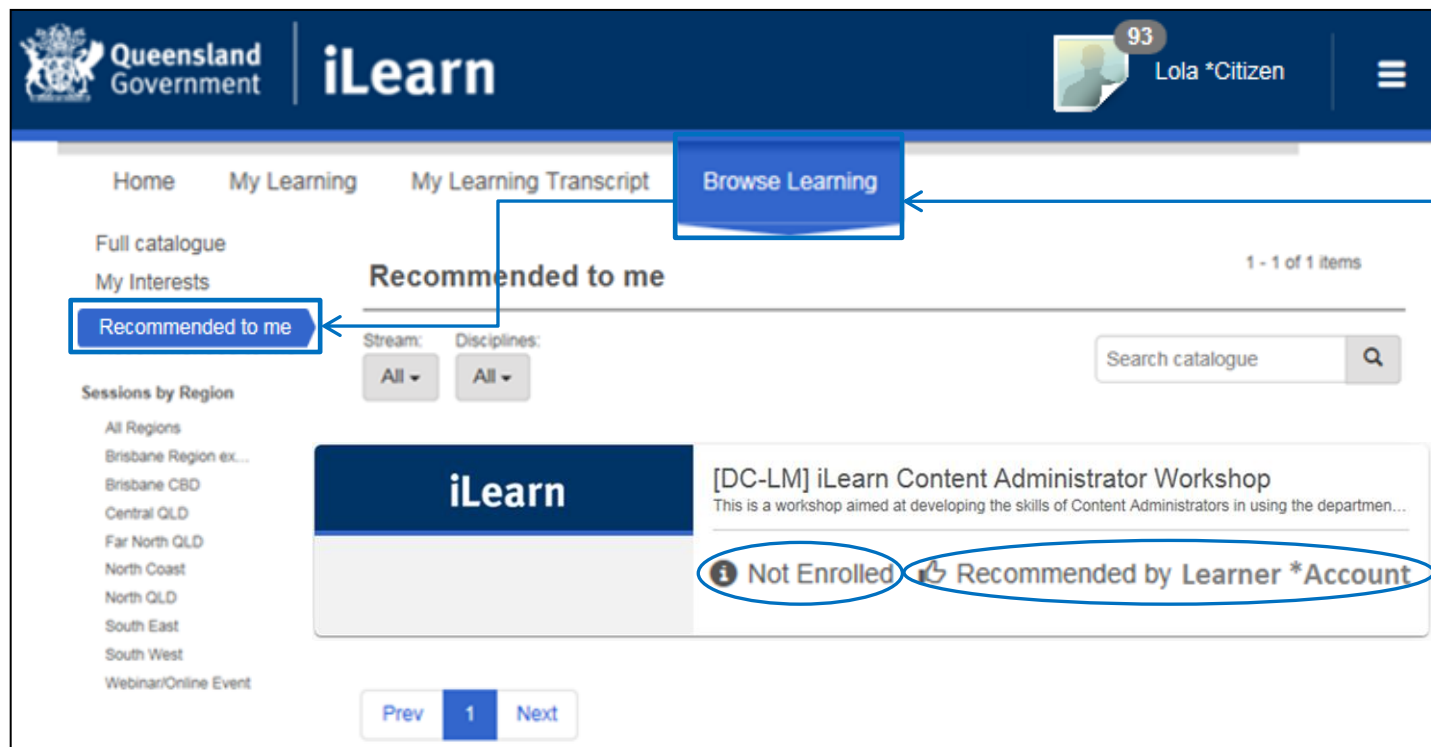 Queensland
Government
iLearn
93
Lola *Citizen
Home My Learning My Learning Transcript Browse Learning
Full catalogue
My Interests
Recommended to me
Sessions by Region
All Regions
Brisbane Region ex...
Brisbane CBD
Central QLD
Far North QLD
North Coast
North QLD
South East
South West
Webinar/Online Event
Recommended to me
1 - 1 of 1 items
Stream: Disciplines:
All All
Search catalogue
iLearn
[DC-LM] iLearn Content Administrator Workshop
This is a workshop aimed at developing the skills of Content Administrators in using the departmen...
Not Enrolled Recommended by Learner *Account
Prev 1 Next